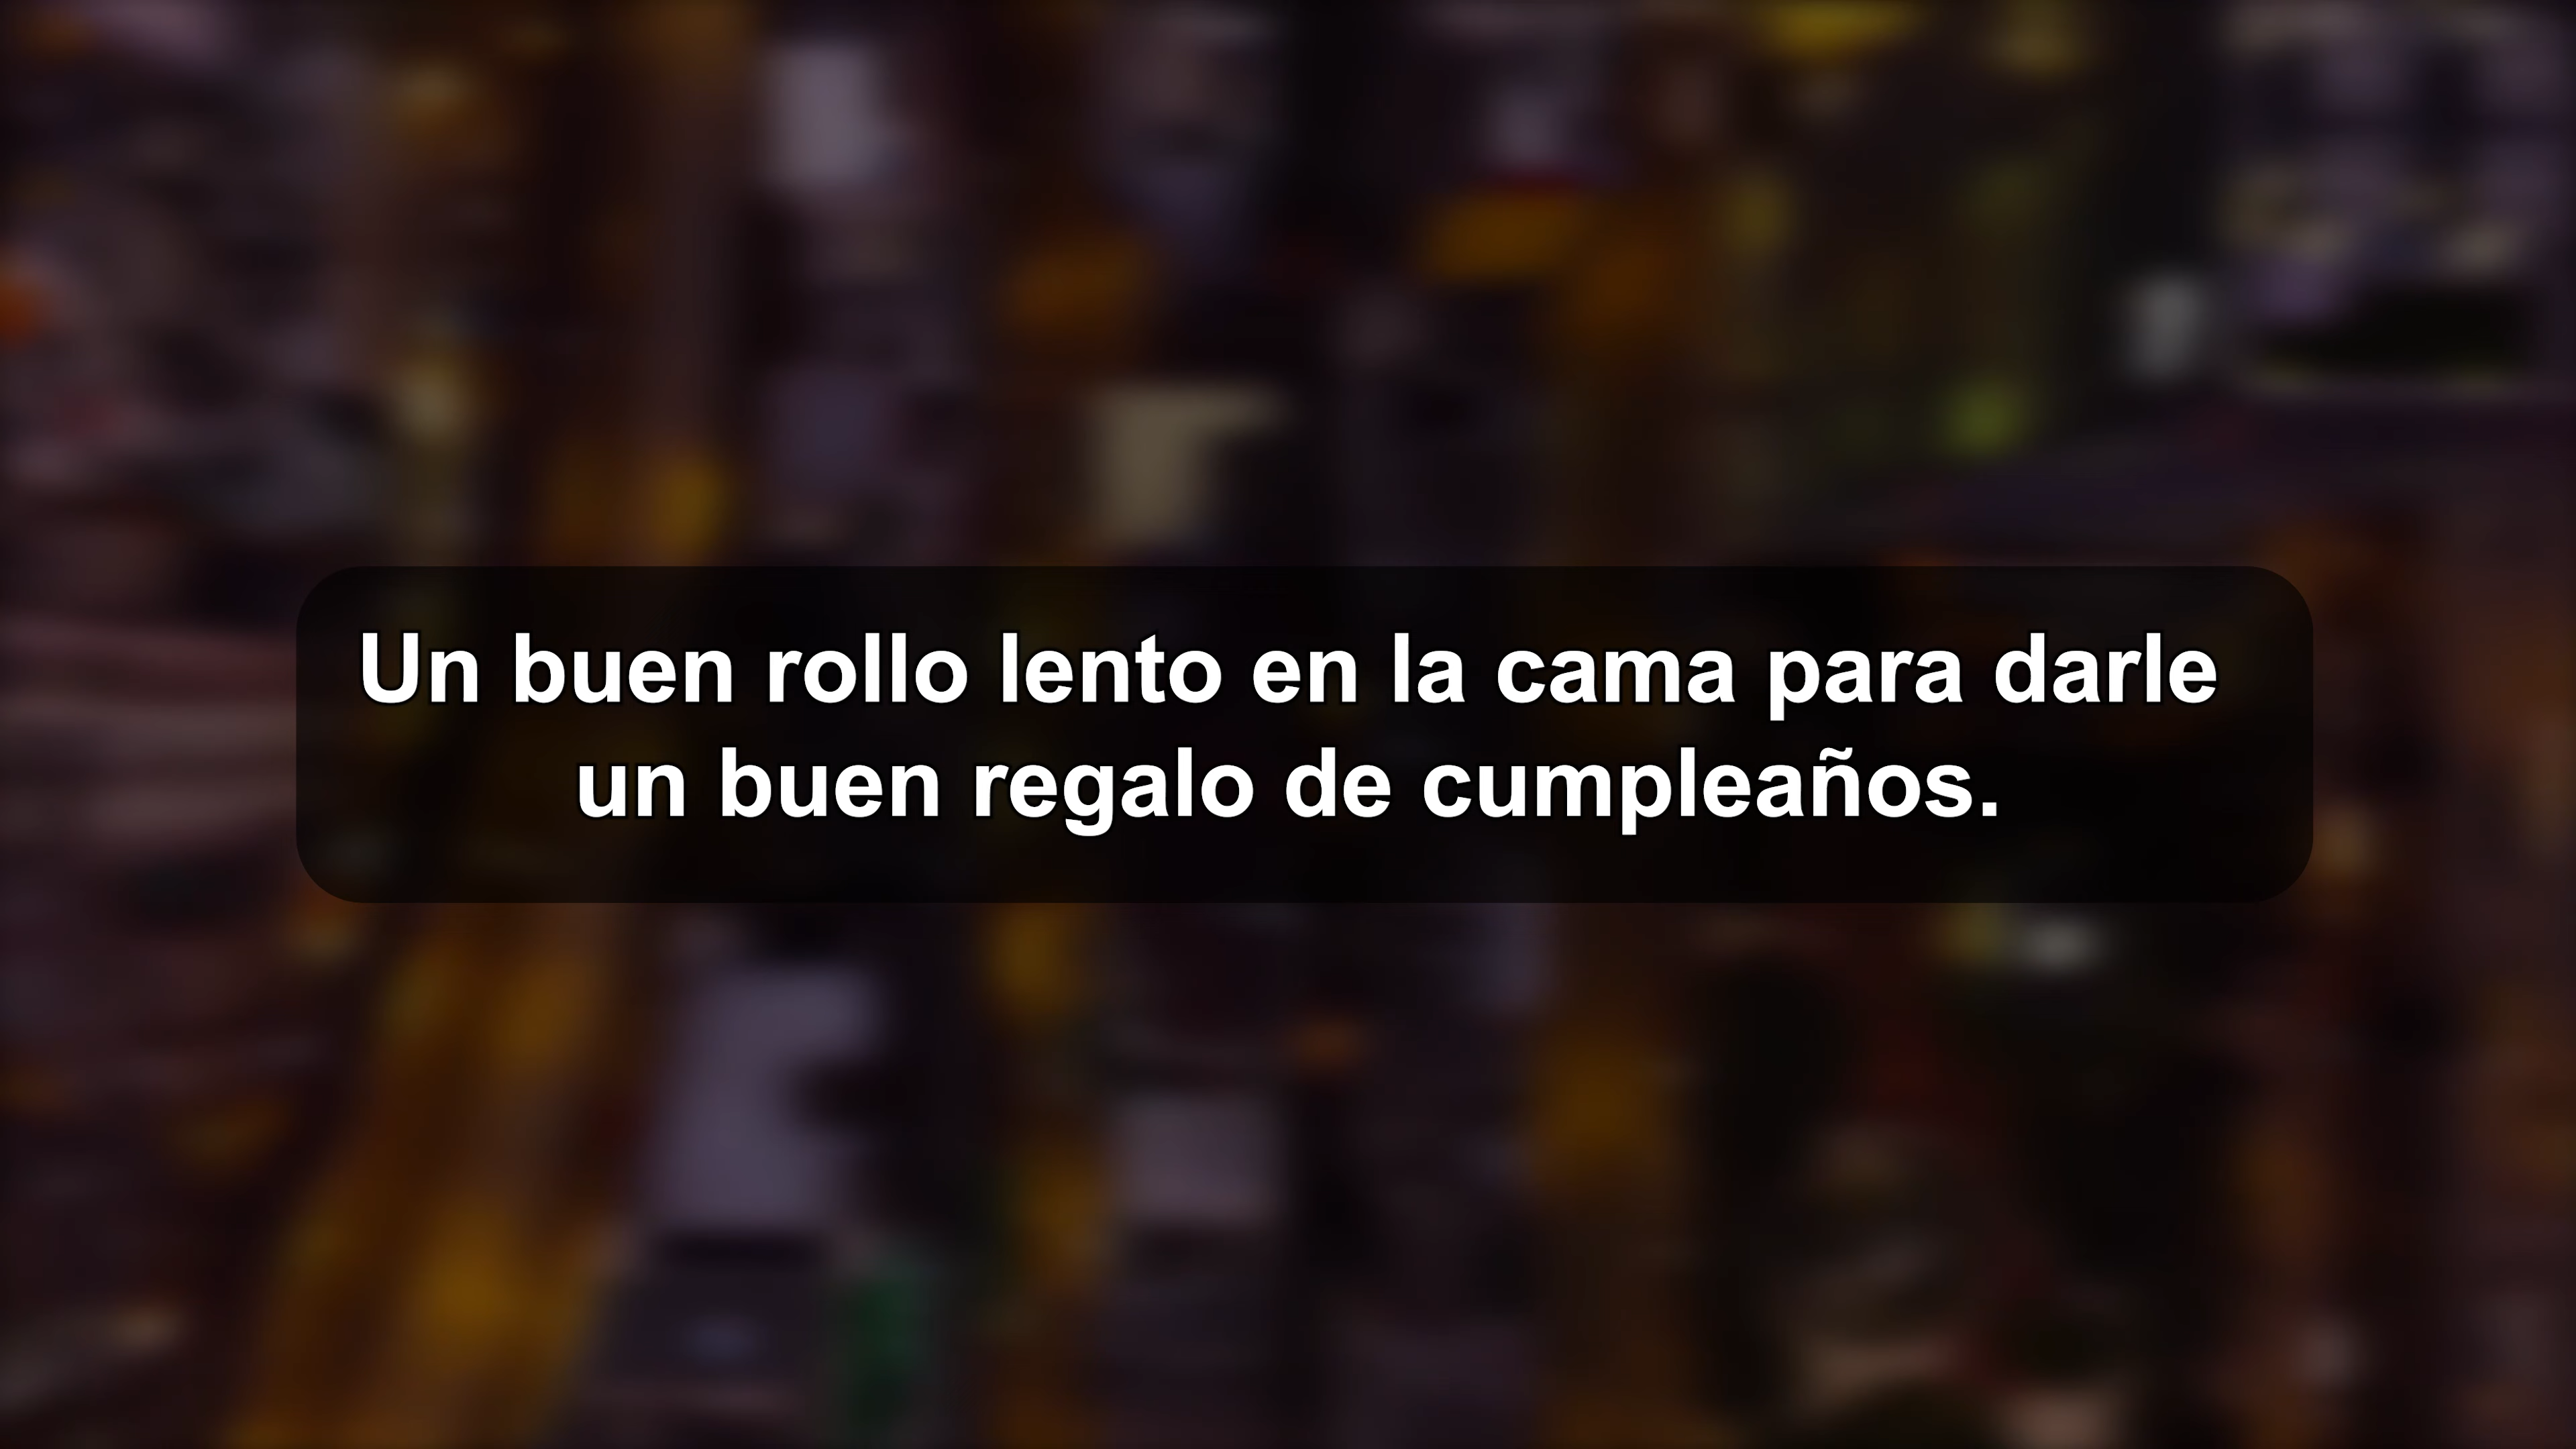 Un buen rollo lento en la cama para darle
un buen regalo de cumpleaños.